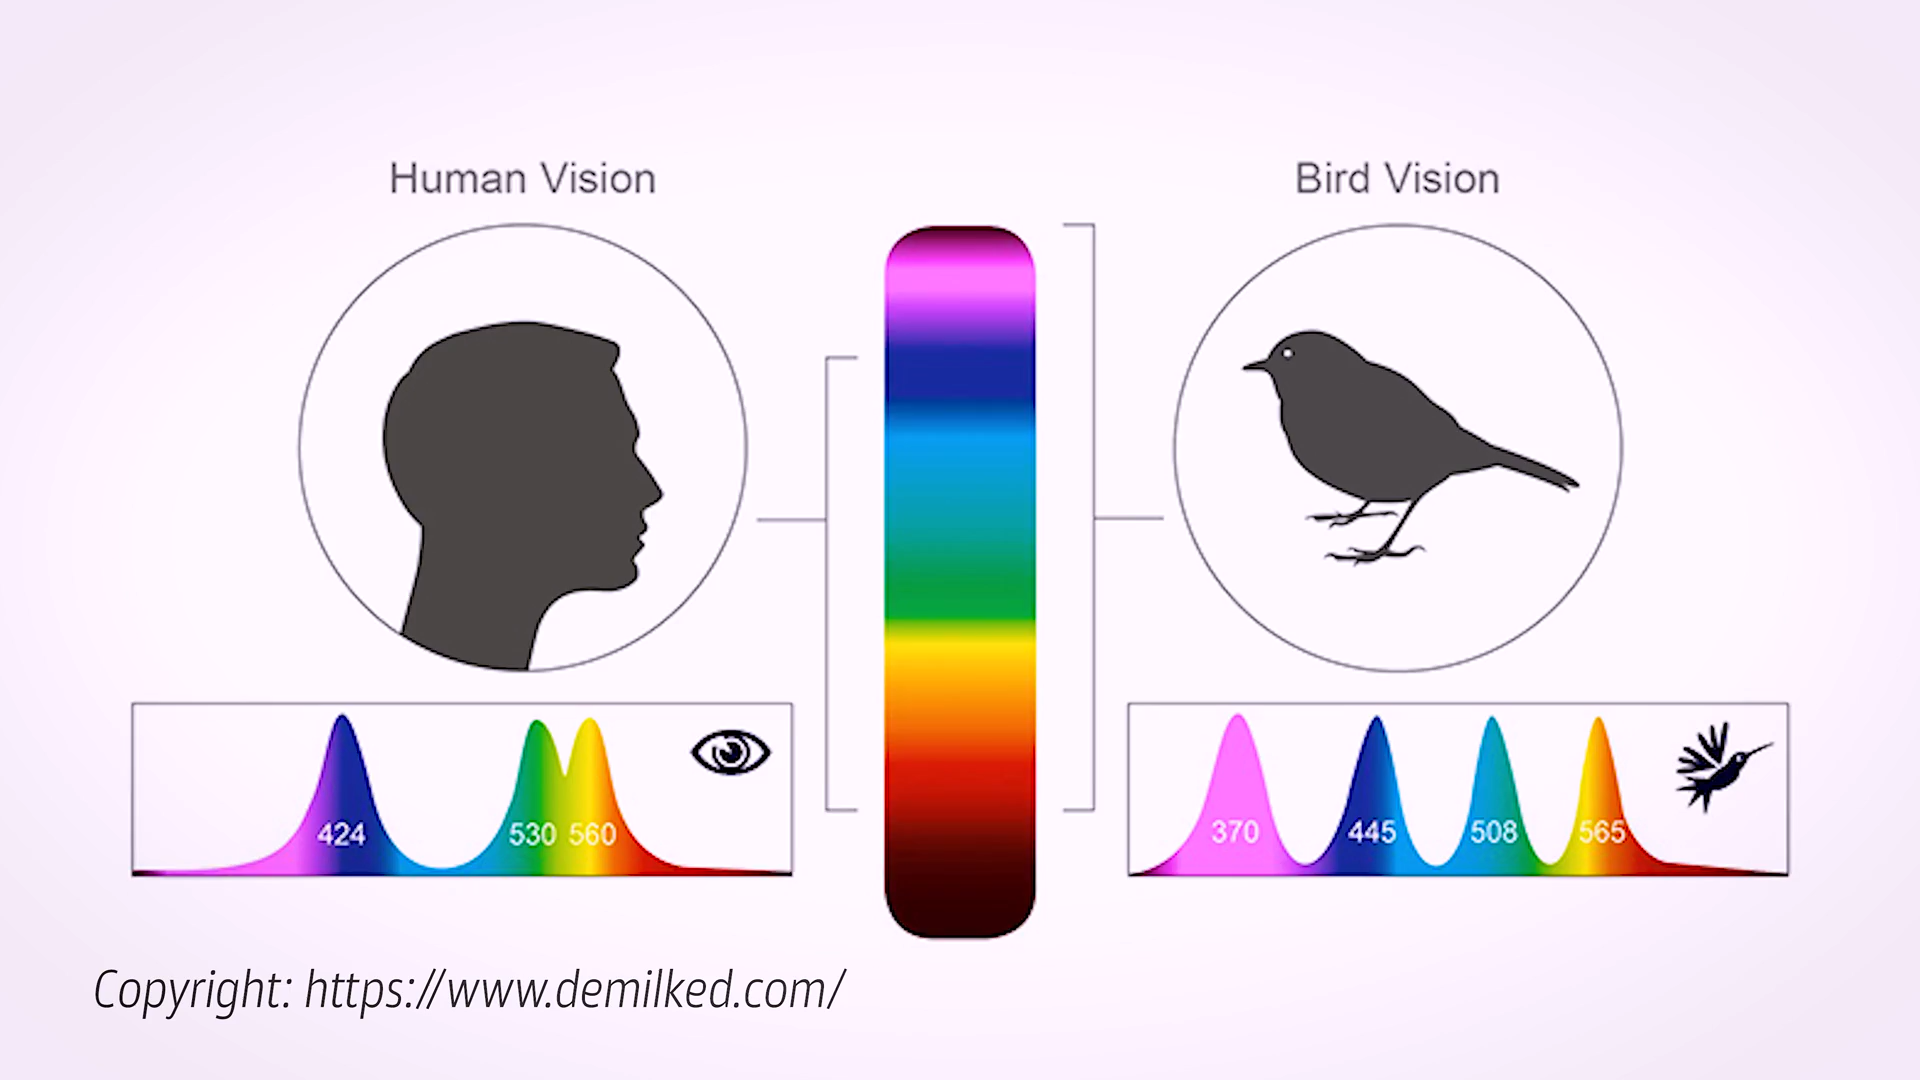 Human Vision
Bird Vision
424 530 560
370 445 508 565
Copyright: https://www.demilked.com/